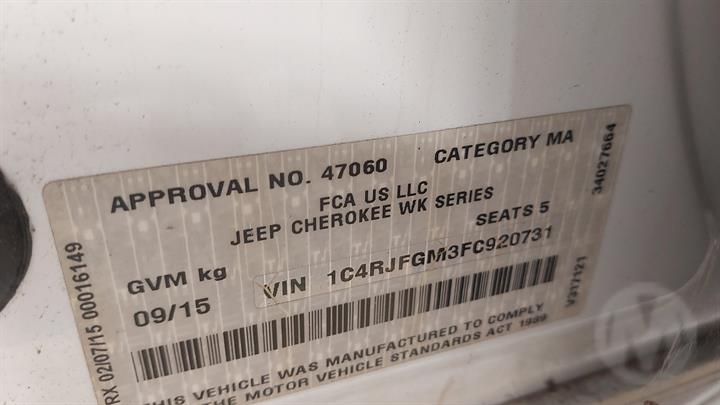 APPROVAL NO. 47060 CATEGORY MA
FCA US LLC
JEEP CHEROKEE WK SERIES
SEATS 5
GVM kg
09/15 VIN 1C4RJFGM3FC920731
THIS VEHICLE WAS MANUFACTURED TO COMPLY
THE MOTOR VEHICLE STANDARDS ACT 1989
RX 02/07/15 00016149
34027664
V317121
M